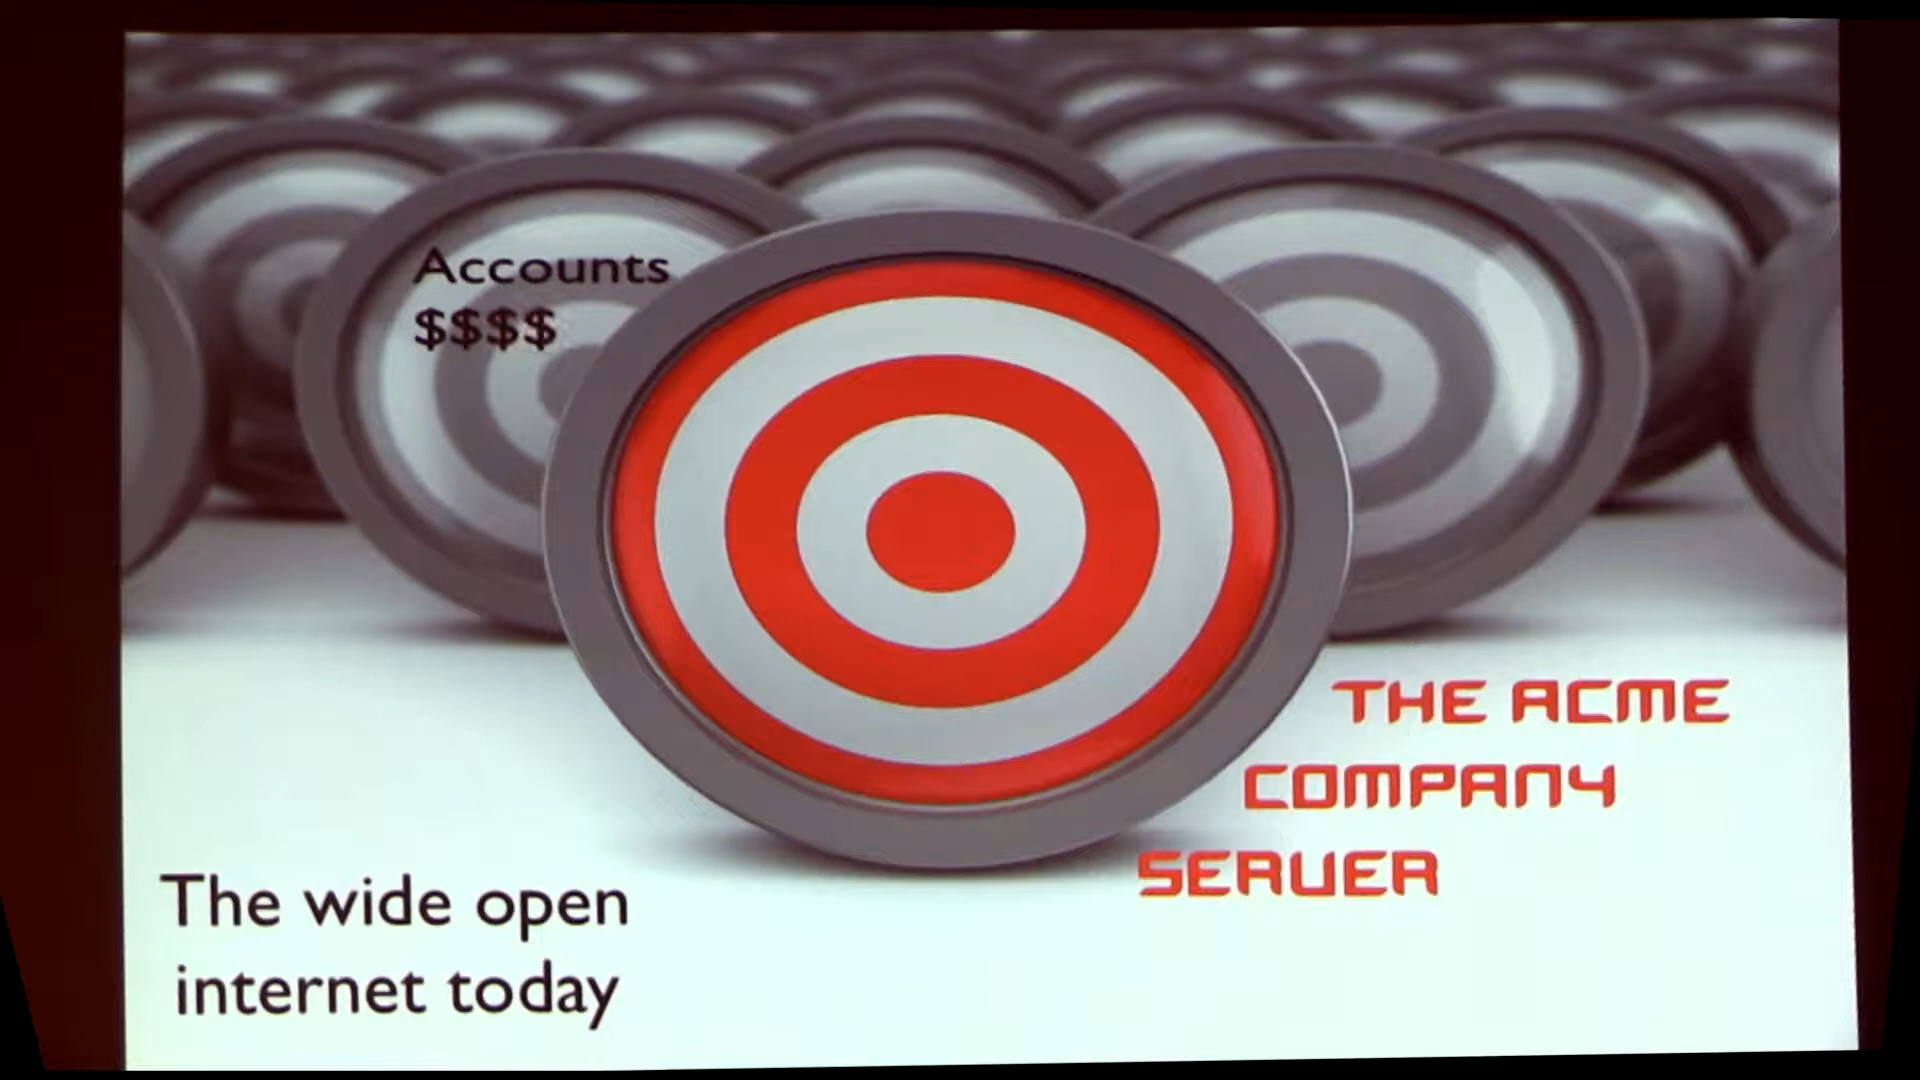 Accounts
$$$$
THE ACME
COMPANY
SERVER
The wide open
internet today